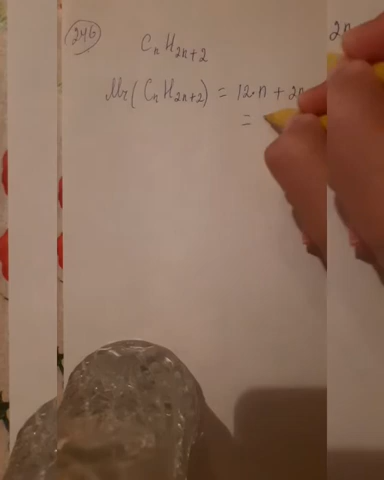 246
CnH2n+2
Mr(CnH2n+2) = 12·n + 2n
=